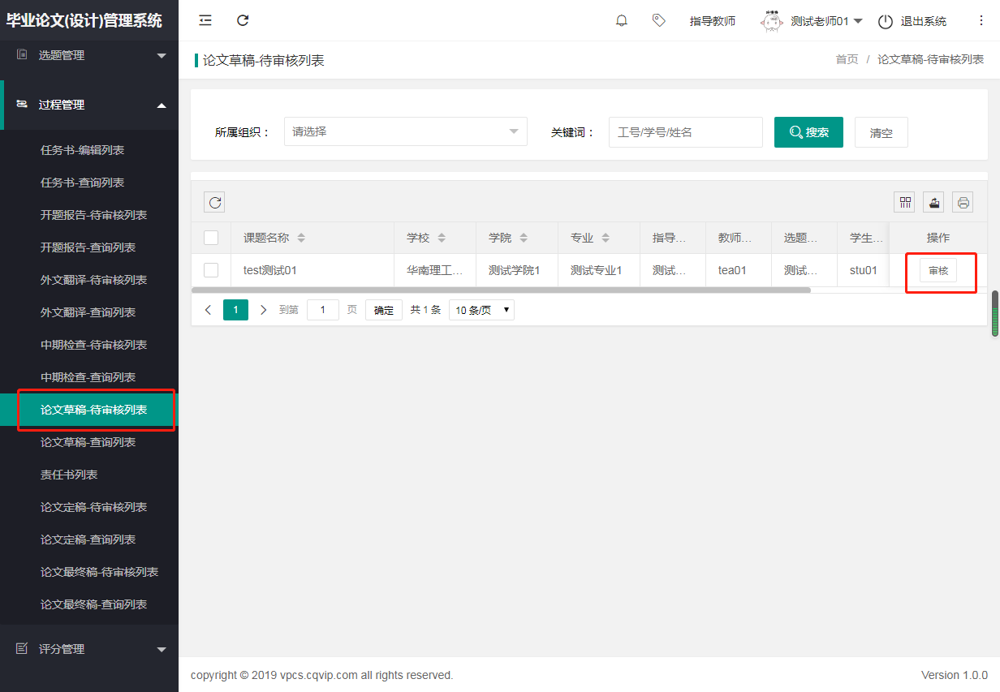 毕业论文(设计)管理系统
指导教师
测试老师01
退出系统
选题管理
过程管理
任务书-编辑列表
任务书-查询列表
开题报告-待审核列表
开题报告-查询列表
外文翻译-待审核列表
外文翻译-查询列表
中期检查-待审核列表
中期检查-查询列表
论文草稿-待审核列表
论文草稿-查询列表
责任书列表
论文定稿-待审核列表
论文定稿-查询列表
论文最终稿-待审核列表
论文最终稿-查询列表
评分管理
论文草稿-待审核列表
首页 / 论文草稿-待审核列表
所属组织： 请选择 关键词： 工号/学号/姓名 搜索 清空
课题名称 学校 学院 专业 指导... 教师... 选题... 学生... 操作
test测试01 华南理工... 测试学院1 测试专业1 测试... tea01 测试... stu01 审核
1 到第 1 页 确定 共 1 条 10 条/页
copyright © 2019 vpcs.cqvip.com all rights reserved. Version 1.0.0